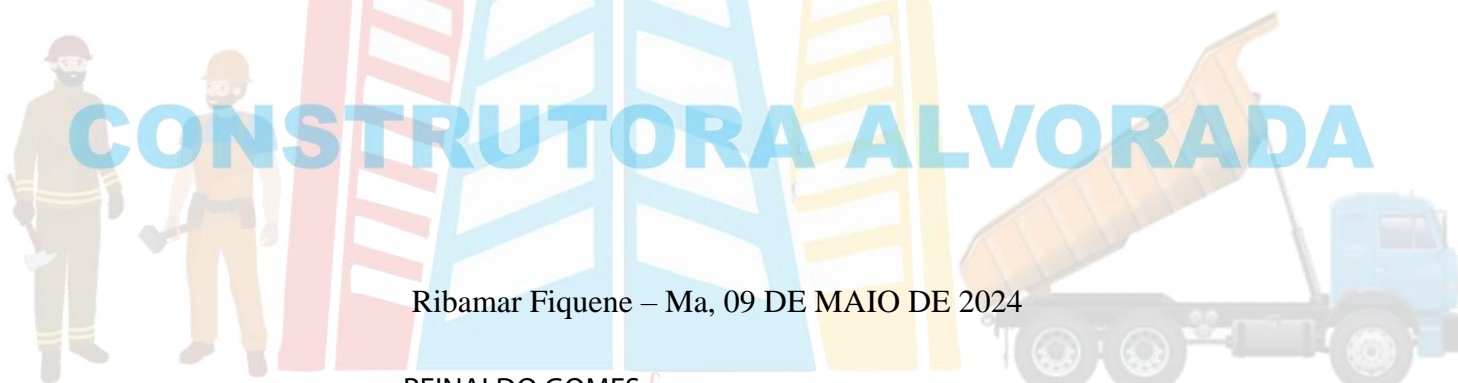 CONSTRUTORA ALVORADA
Ribamar Fiquene – Ma, 09 DE MAIO DE 2024
REINALDO GOMES